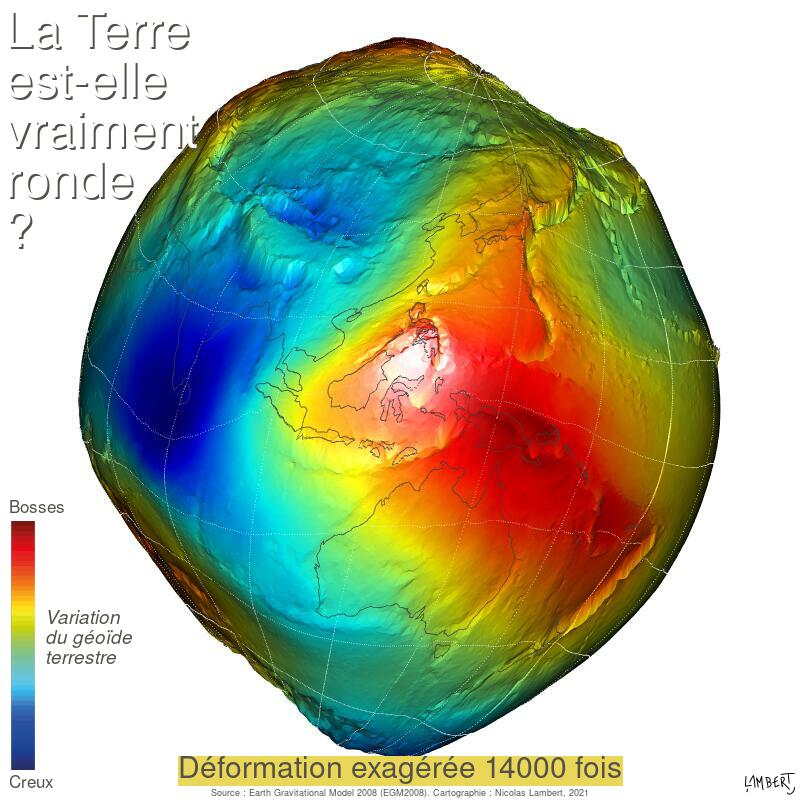 La Terre
est-elle
vraiment
ronde
?
Bosses
Variation
du géoïde
terrestre
Creux
Déformation exagérée 14000 fois
Source : Earth Gravitational Model 2008 (EGM2008). Cartographie : Nicolas Lambert, 2021
LAMBERT